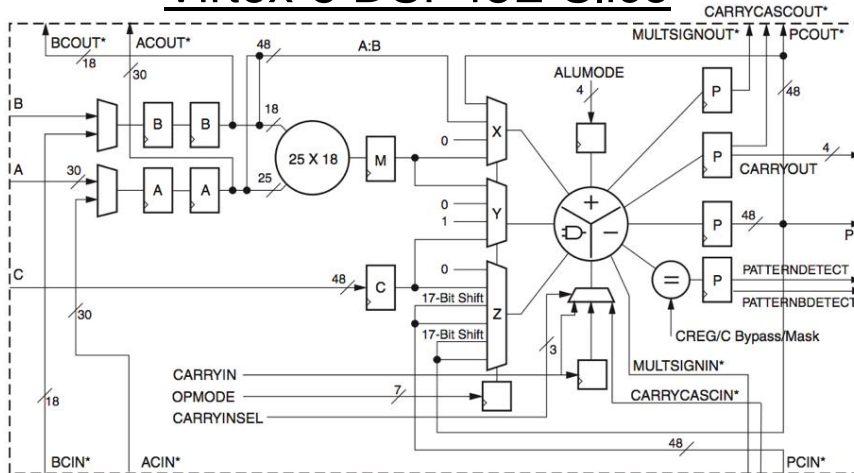 CARRYCASCOUT*
MULTSIGNOUT* PCOUT*
BCOUT* ACOUT*
18
30
48
A:B
ALUMODE
4
48
B
B B
18
0
X
P
25 X 18
M
P
4
CARRYOUT
A
30
A A
25
0
1
Y
+
−
P
48
P
C
48
C
0
17-Bit Shift
17-Bit Shift
Z
=
P
PATTERNDETECT
PATTERNBDETECT
CREG/C Bypass/Mask
30
3
MULTSIGNIN*
CARRYIN
OPMODE
7
CARRYINSEL
CARRYCASCIN*
18
48
BCIN* ACIN*
PCIN*